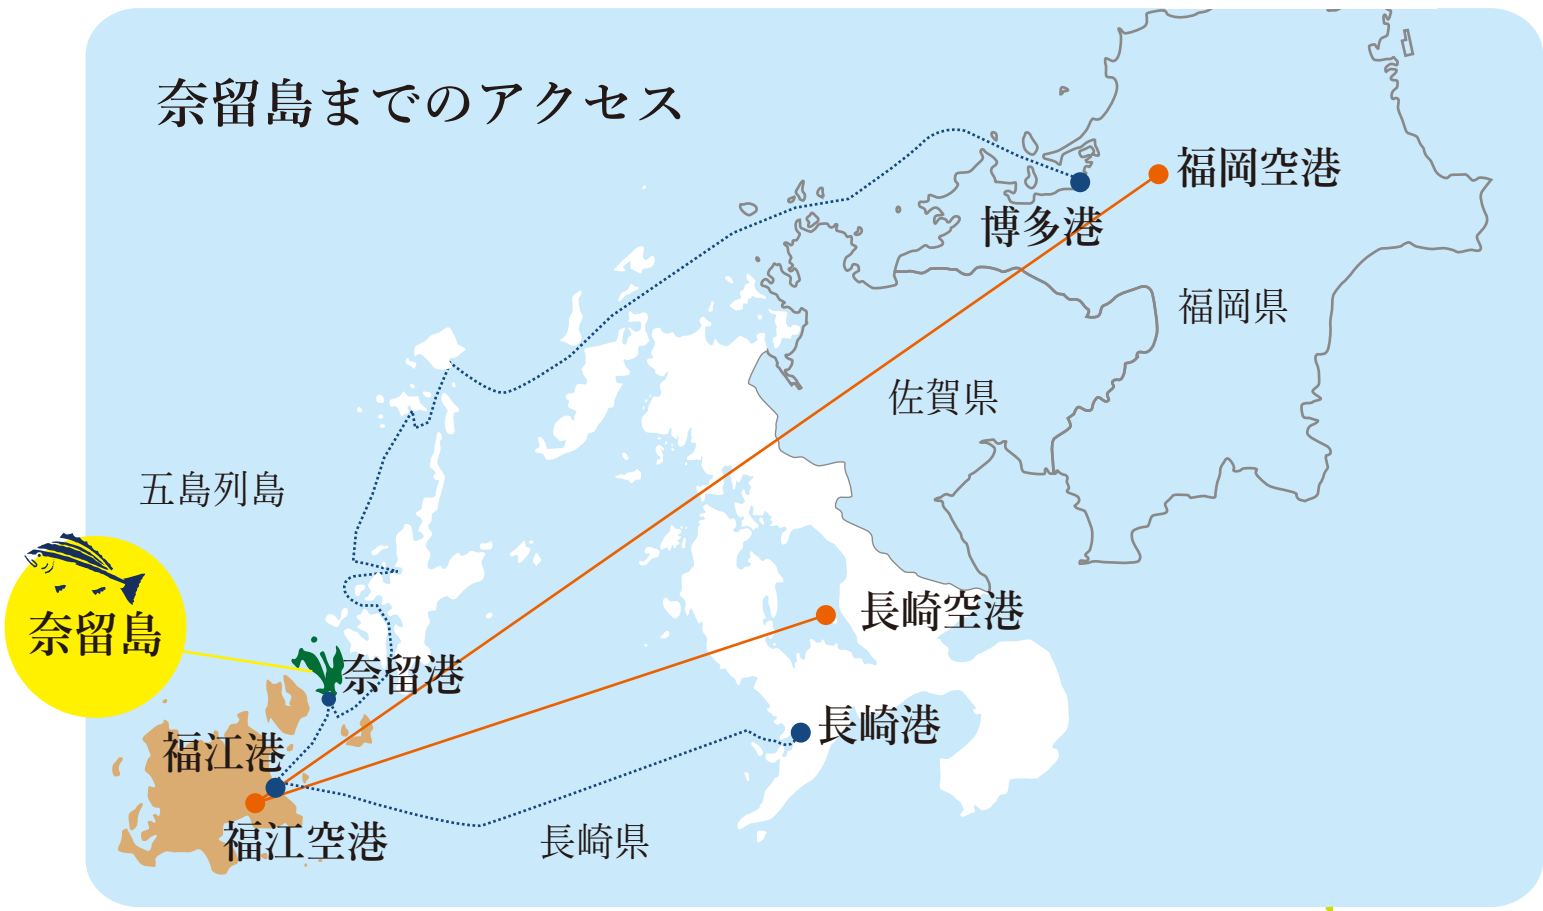 奈留島までのアクセス
福岡空港
博多港
福岡県
佐賀県
五島列島
奈留島
長崎空港
奈留港
長崎港
福江港
福江空港
長崎県